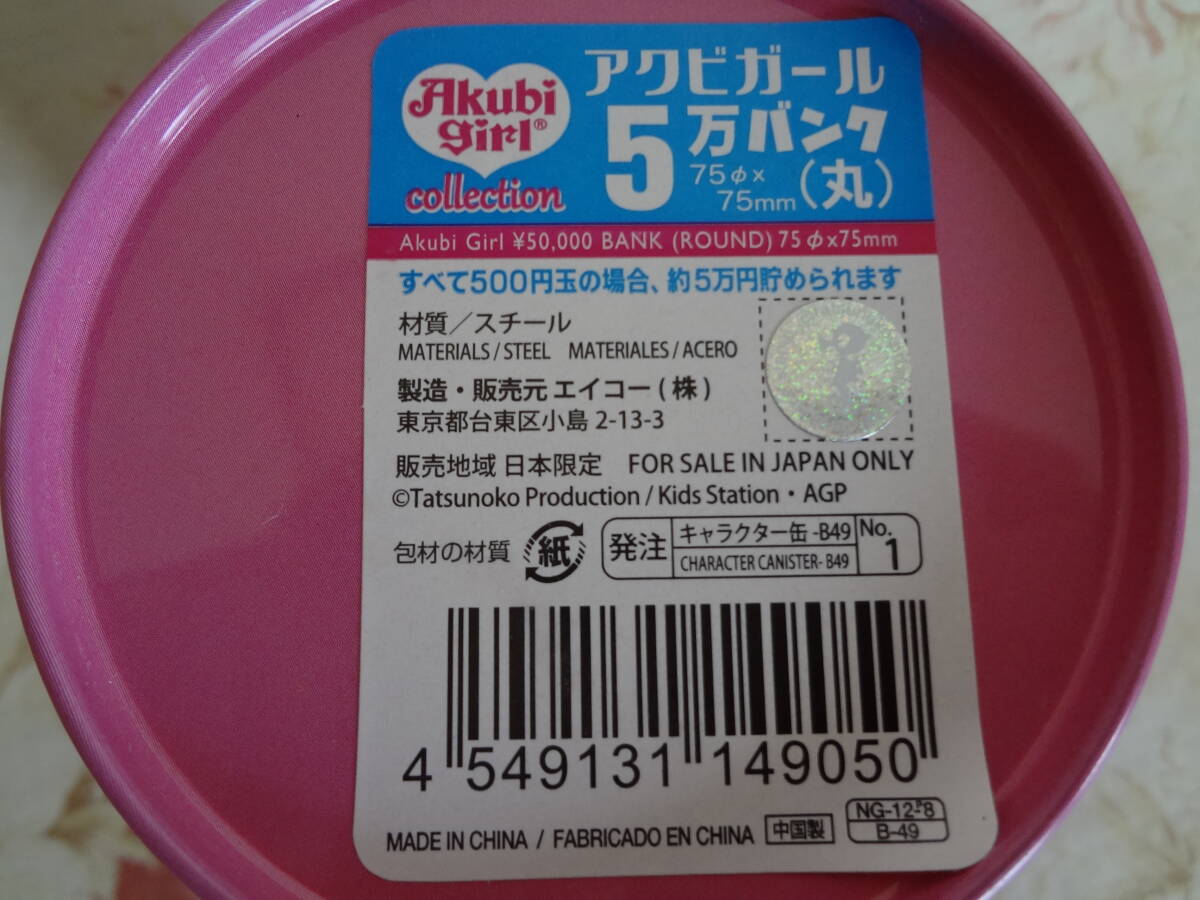 Akubi
girl®
collection
アクビガール
5万バンク
75φx
75mm(丸)
Akubi Girl ¥50,000 BANK (ROUND) 75φx75mm
すべて500円玉の場合、約5万円貯められます
材質／スチール
MATERIALS/STEEL MATERIALES/ACERO
製造・販売元 エイコー(株)
東京都台東区小島 2-13-3
販売地域 日本限定 FOR SALE IN JAPAN ONLY
©Tatsunoko Production / Kids Station・AGP
包材の材質 紙
発注 キャラクター缶 -B49 No.
CHARACTER CANISTER- B49 1
4 549131 149050
MADE IN CHINA / FABRICADO EN CHINA 中国製
B-49